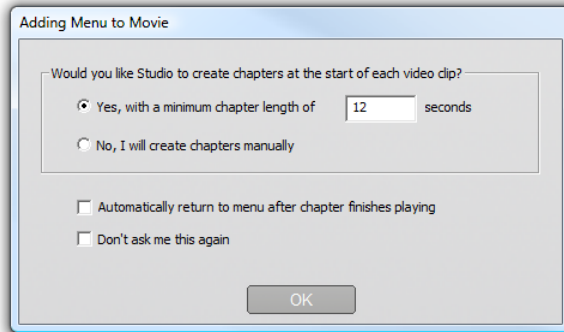 Adding Menu to Movie
Would you like Studio to create chapters at the start of each video clip?
Yes, with a minimum chapter length of 12 seconds
No, I will create chapters manually
Automatically return to menu after chapter finishes playing
Don't ask me this again
OK